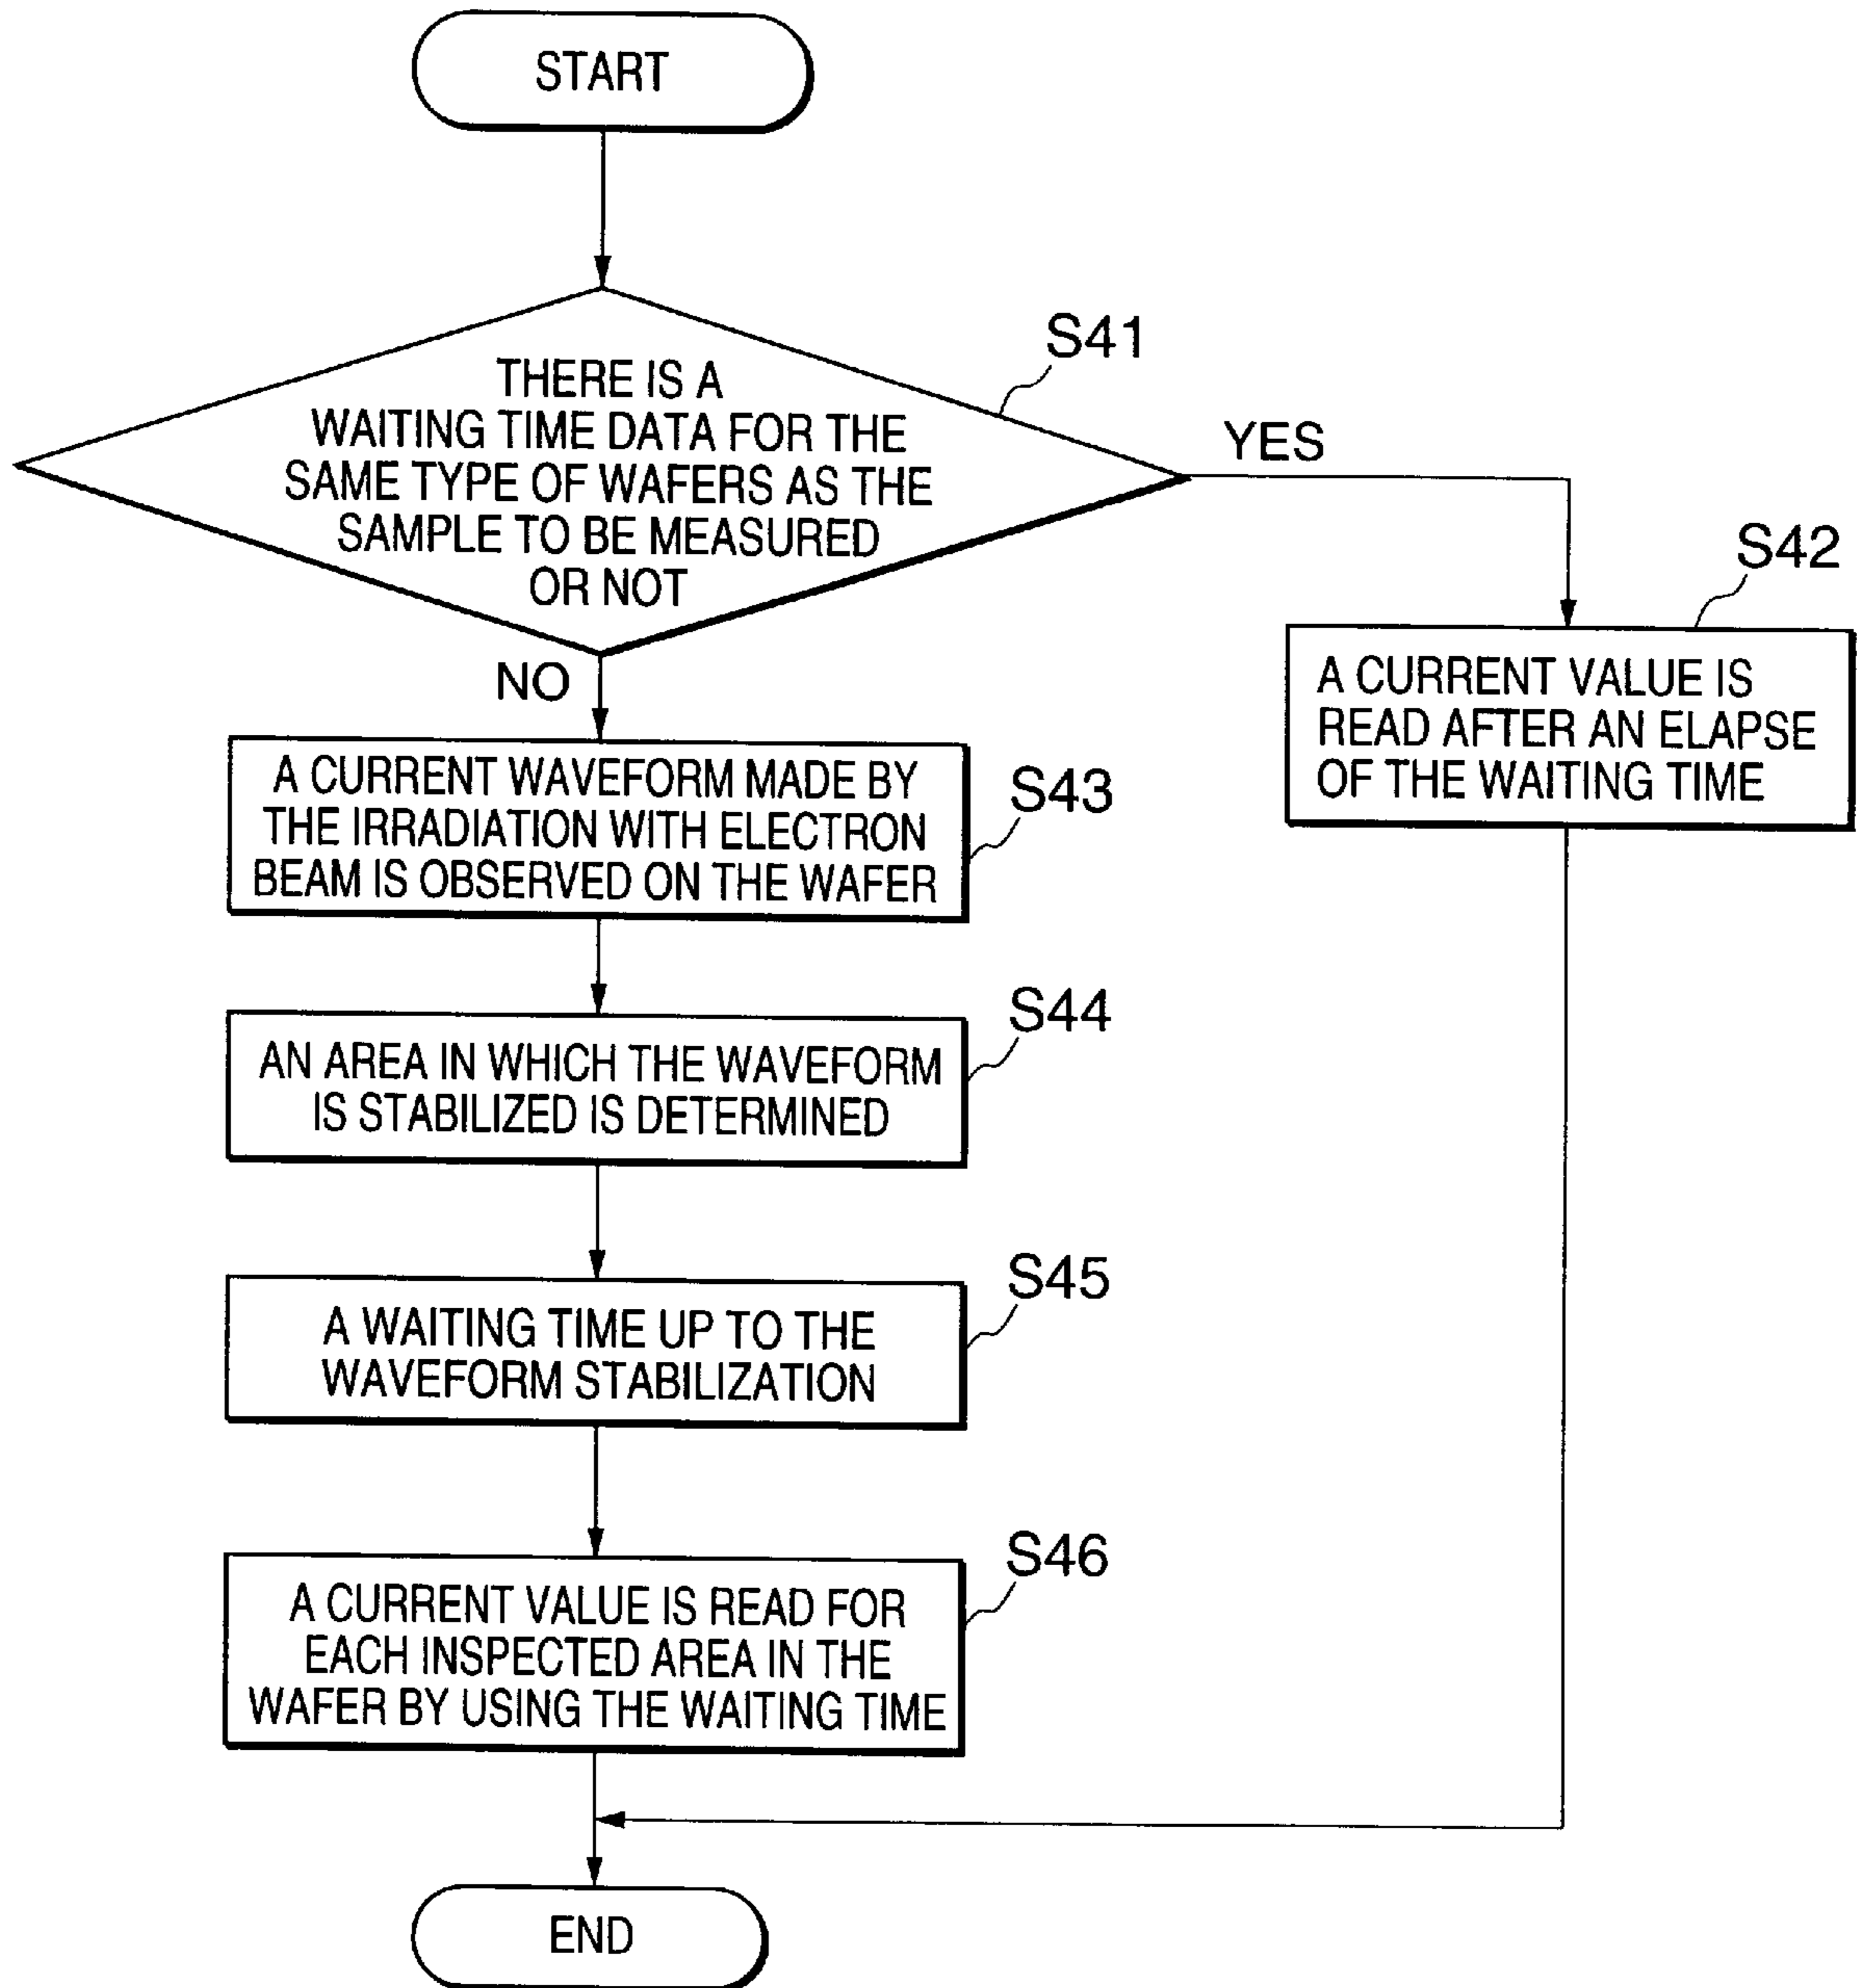 START
THERE IS A
WAITING TIME DATA FOR THE
SAME TYPE OF WAFERS AS THE
SAMPLE TO BE MEASURED
OR NOT
S41
YES
NO
S42
A CURRENT VALUE IS
READ AFTER AN ELAPSE
OF THE WAITING TIME
A CURRENT WAVEFORM MADE BY
THE IRRADIATION WITH ELECTRON
BEAM IS OBSERVED ON THE WAFER
S43
AN AREA IN WHICH THE WAVEFORM
IS STABILIZED IS DETERMINED
S44
A WAITING TIME UP TO THE
WAVEFORM STABILIZATION
S45
A CURRENT VALUE IS READ FOR
EACH INSPECTED AREA IN THE
WAFER BY USING THE WAITING TIME
S46
END